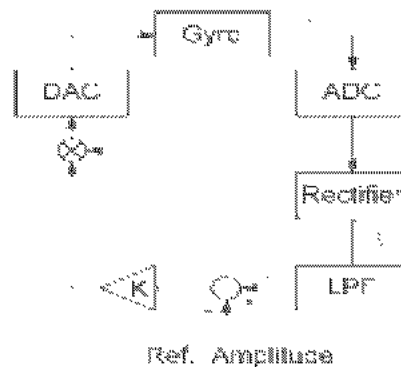 Gyro
DAC
ADC
Rectifier
K
LPF
Ref. Amplitude